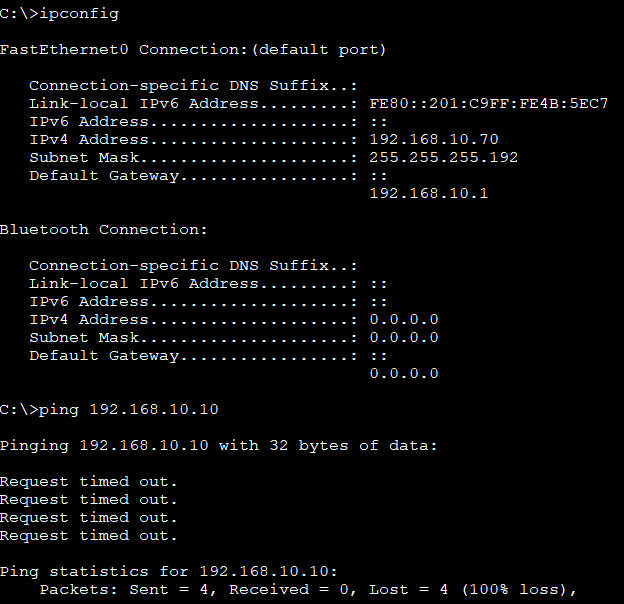 C:\>ipconfig
FastEthernet0 Connection:(default port)
Connection-specific DNS Suffix..:
Link-local IPv6 Address.........: FE80::201:C9FF:FE4B:5EC7
IPv6 Address....................: ::
IPv4 Address....................: 192.168.10.70
Subnet Mask.....................: 255.255.255.192
Default Gateway.................: ::
192.168.10.1
Bluetooth Connection:
Connection-specific DNS Suffix..:
Link-local IPv6 Address.........: ::
IPv6 Address....................: ::
IPv4 Address....................: 0.0.0.0
Subnet Mask.....................: 0.0.0.0
Default Gateway.................: ::
0.0.0.0
C:\>ping 192.168.10.10
Pinging 192.168.10.10 with 32 bytes of data:
Request timed out.
Request timed out.
Request timed out.
Request timed out.
Ping statistics for 192.168.10.10:
Packets: Sent = 4, Received = 0, Lost = 4 (100% loss),